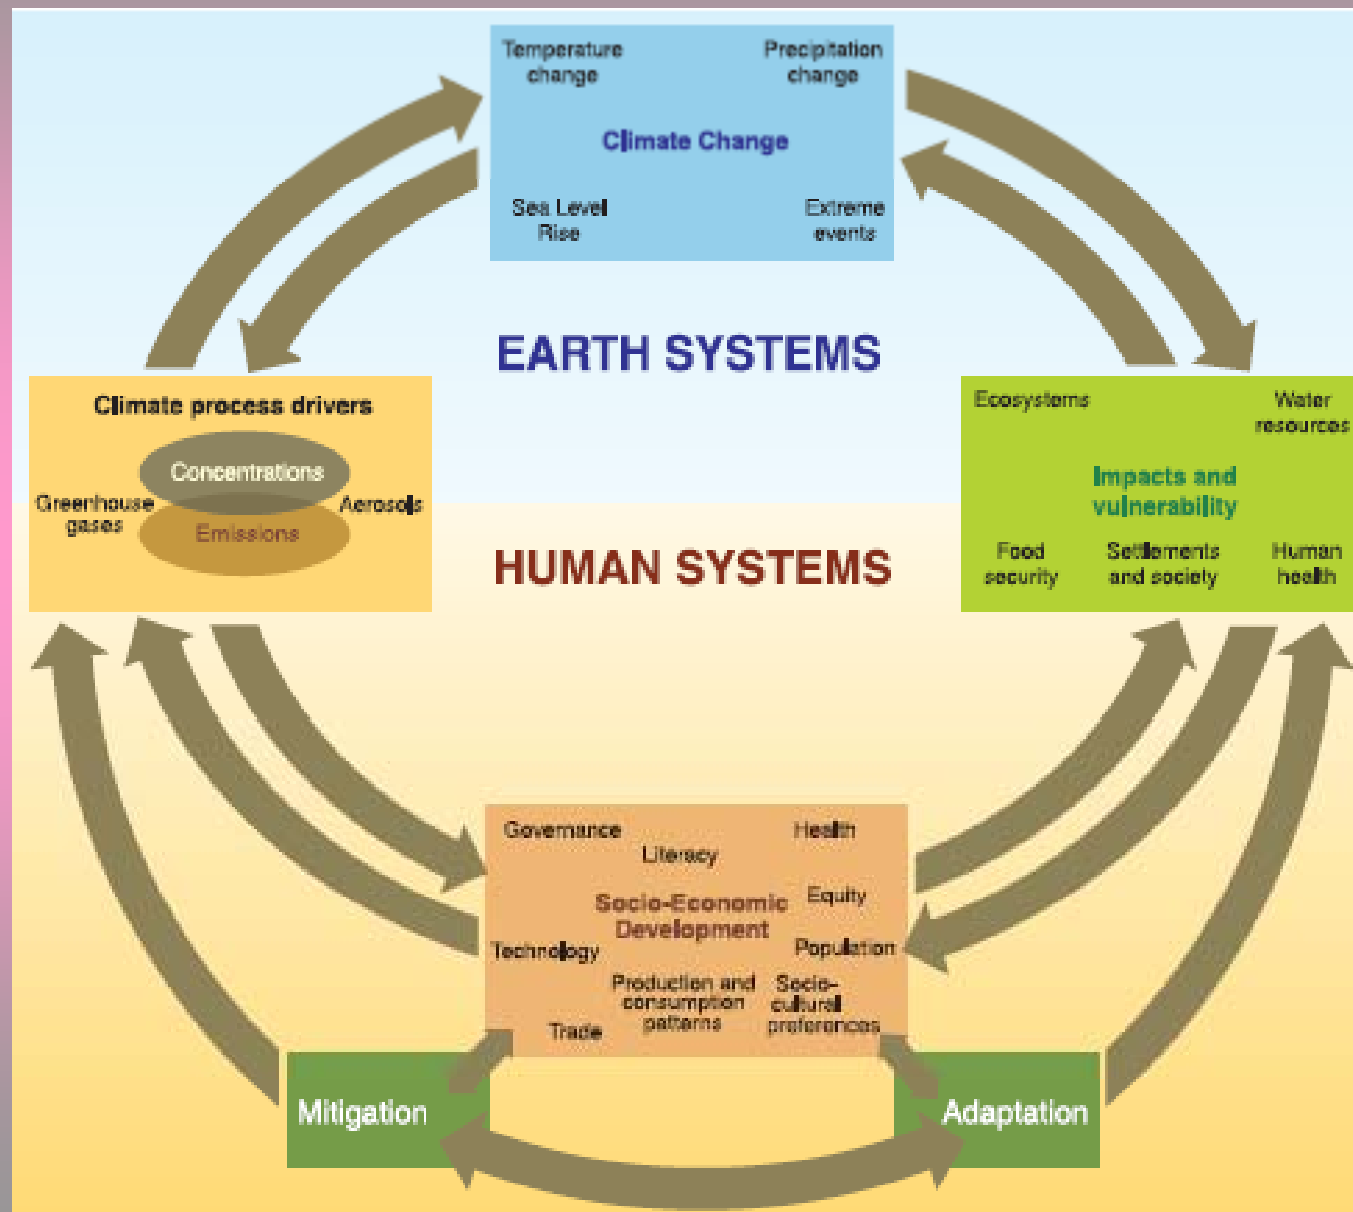 Temperature
change
Precipitation
change
Climate Change
Sea Level
Rise
Extreme
events
EARTH SYSTEMS
Climate process drivers
Concentrations
Greenhouse
gases
Aerosols
Emissions
Ecosystems
Water
resources
Impacts and
vulnerability
Food
security
Settlements
and society
Human
health
HUMAN SYSTEMS
Governance
Literacy
Health
Socio-Economic
Development
Equity
Technology
Population
Production and
consumption
patterns
Socio-
cultural
preferences
Trade
Mitigation
Adaptation